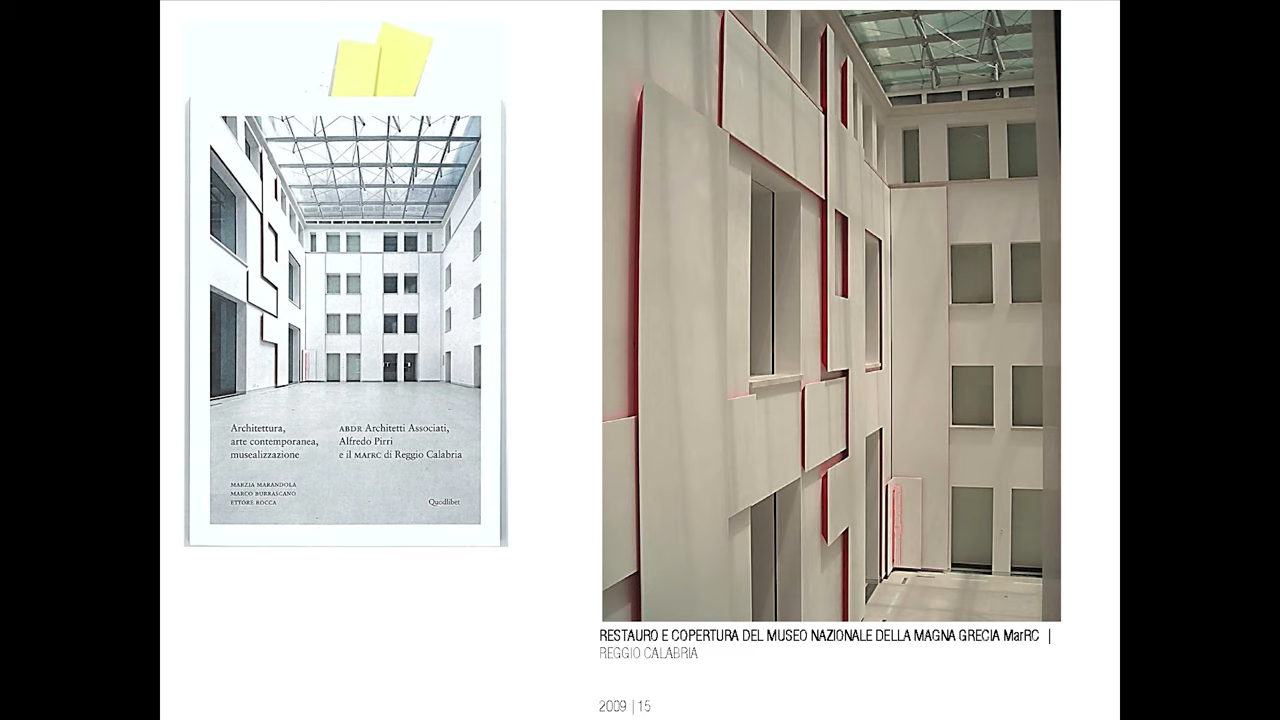 Architettura,
arte contemporanea,
musealizzazione
ABDR Architetti Associati,
Alfredo Pirri
e il MArRC di Reggio Calabria
MARZIA MARANDOLA
MARCO BURRASCANO
ETTORE ROCCA
Quodlibet
RESTAURO E COPERTURA DEL MUSEO NAZIONALE DELLA MAGNA GRECIA MarRC |
REGGIO CALABRIA
2009 | 15